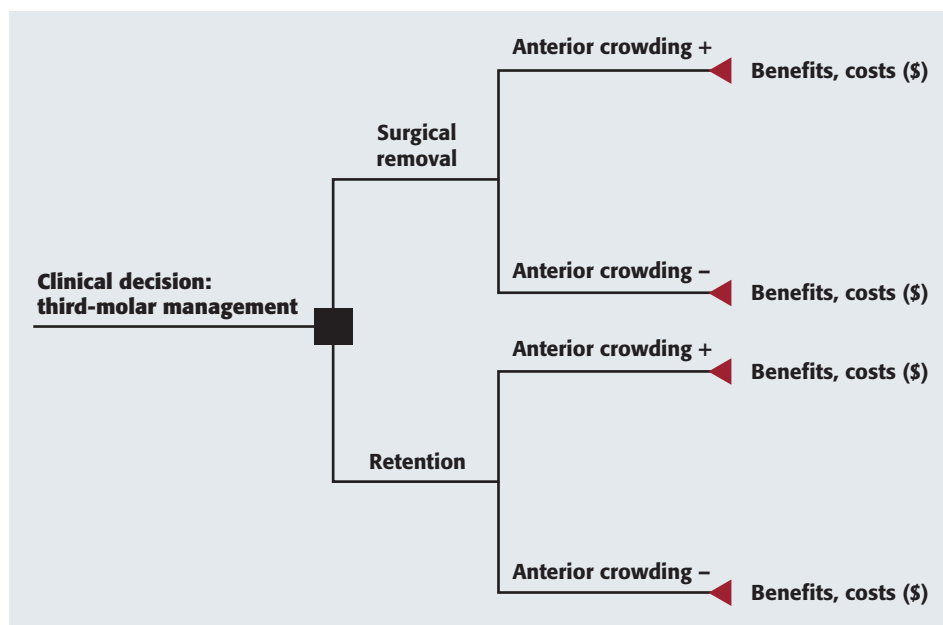 Anterior crowding +
Benefits, costs ($)
Surgical
removal
Anterior crowding –
Benefits, costs ($)
Clinical decision:
third-molar management
Anterior crowding +
Benefits, costs ($)
Retention
Anterior crowding –
Benefits, costs ($)